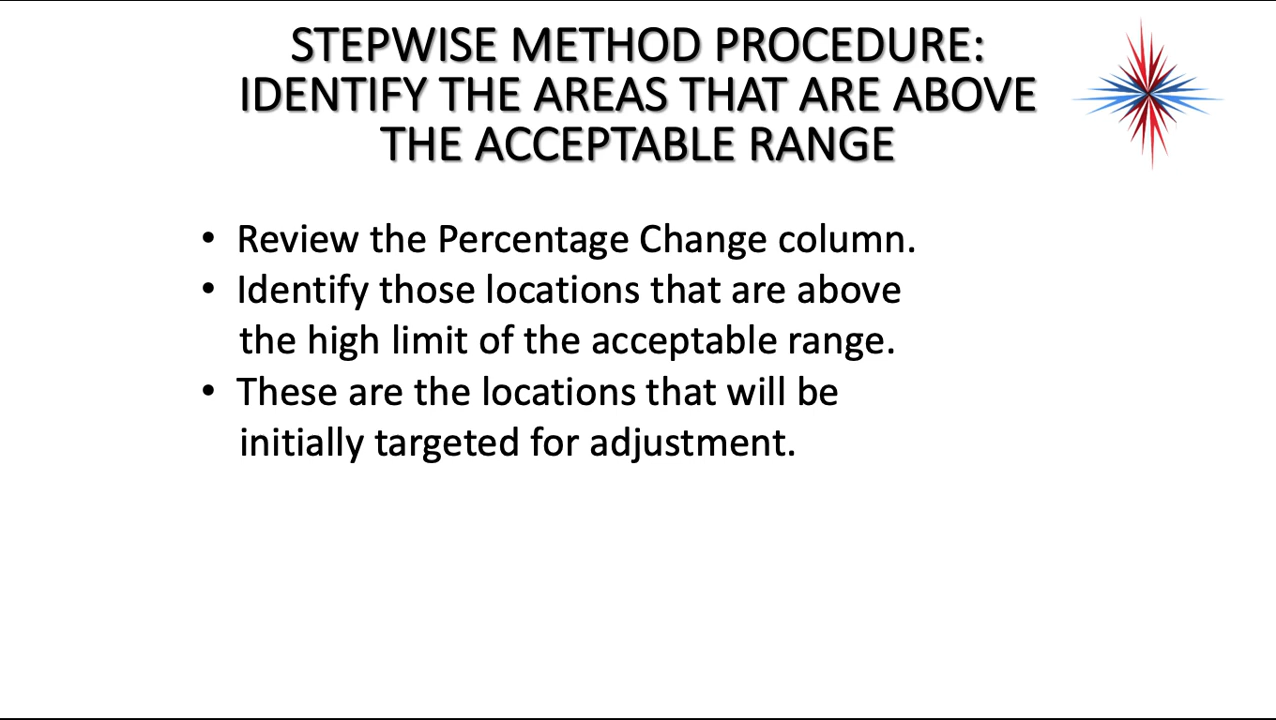 STEPWISE METHOD PROCEDURE:
IDENTIFY THE AREAS THAT ARE ABOVE
THE ACCEPTABLE RANGE
• Review the Percentage Change column.
• Identify those locations that are above
the high limit of the acceptable range.
• These are the locations that will be
initially targeted for adjustment.